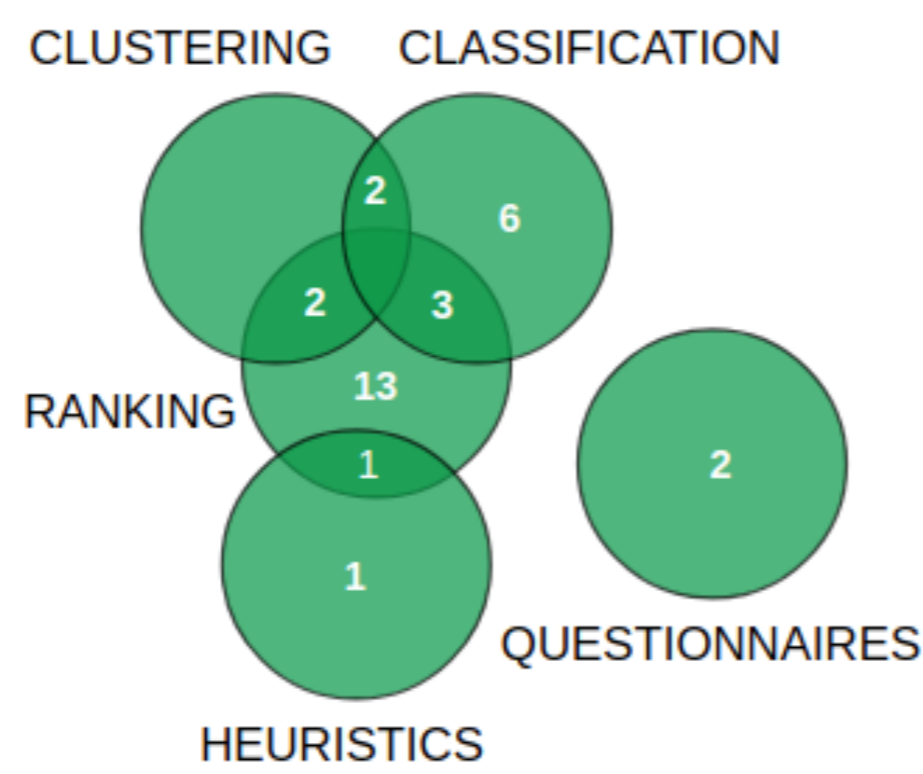 CLUSTERING CLASSIFICATION
2
6
2
3
13
RANKING
1
2
1
QUESTIONNAIRES
HEURISTICS